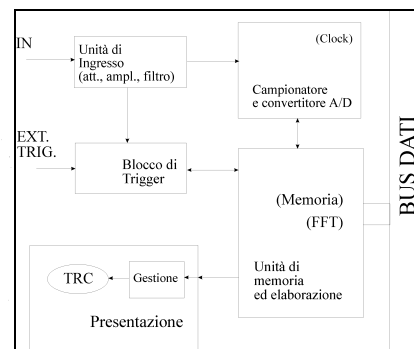 IN
Unità di
Ingresso
(att., ampl., filtro)
(Clock)
Campionatore
e convertitore A/D
EXT.
TRIG.
Blocco di
Trigger
(Memoria)
(FFT)
Unità di
memoria
ed elaborazione
BUS DATI
TRC
Gestione
Presentazione